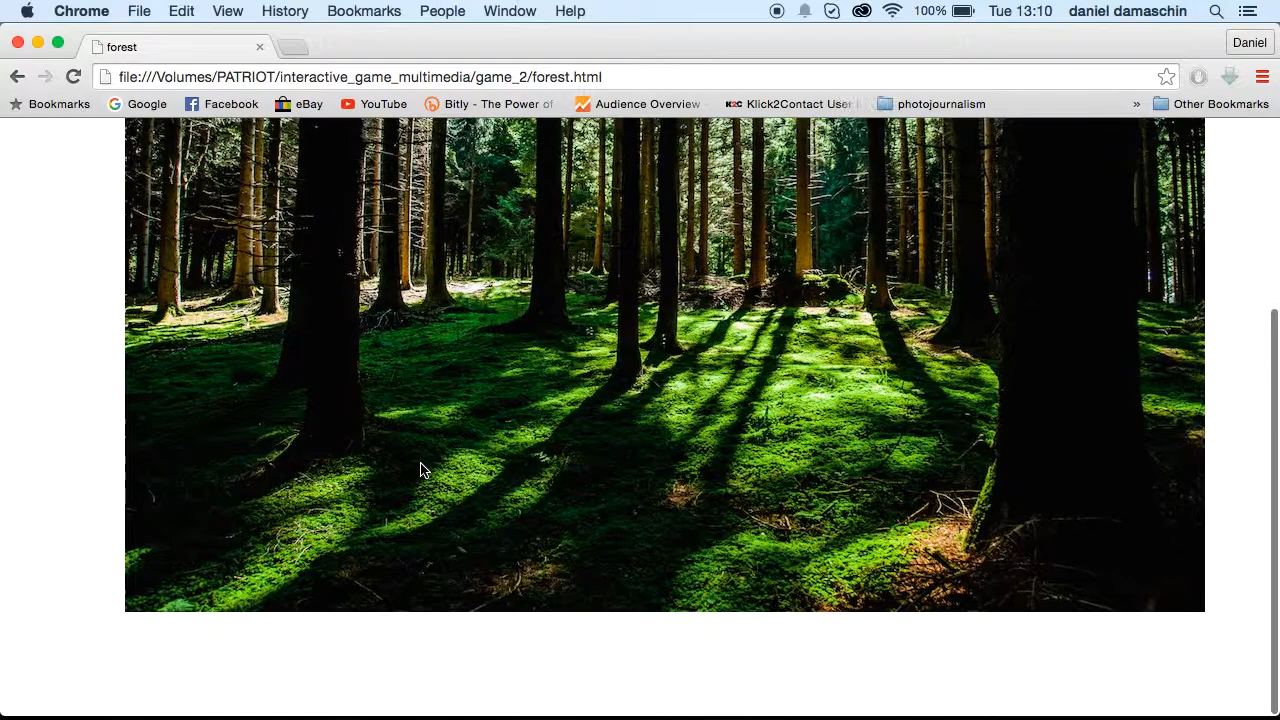 Chrome File Edit View History Bookmarks People Window Help 100% Tue 13:10 daniel damaschin
forest Daniel
file:///Volumes/PATRIOT/interactive_game_multimedia/game_2/forest.html
Bookmarks Google Facebook eBay YouTube Bitly - The Power of Audience Overview K2C Klick2Contact User photojournalism » Other Bookmarks